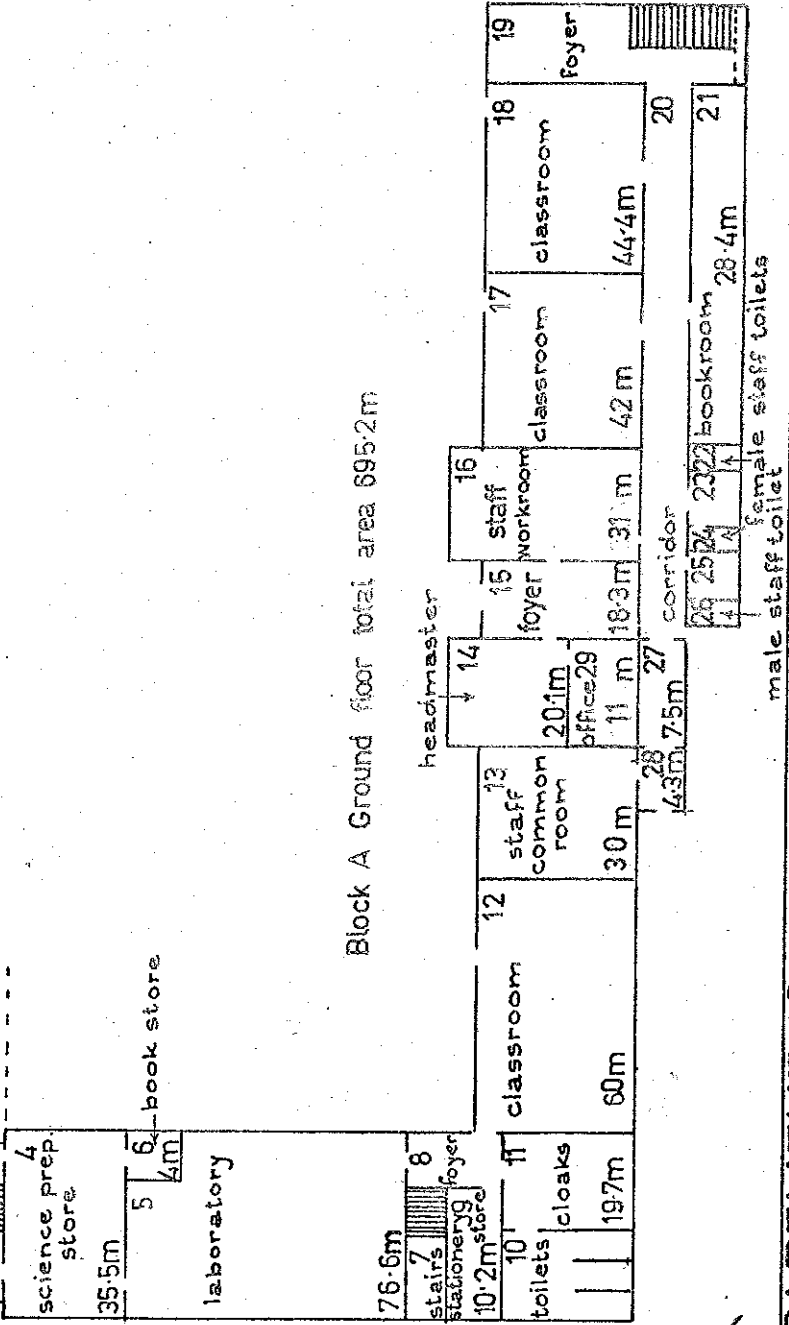 Block A Ground floor total area 695·2m
4
science prep.
store
35·5m
book store
6
4m
5
laboratory
76·6m
8
foyer
7
stairs
stationery
9
store
10·2m
10
toilets
11
cloaks
19·7m
12
classroom
60m
13
staff
common
room
30m
headmaster
14
20·1m
office 29
11 m
15
foyer
18·3m
16
staff
workroom
31 m
17
classroom
42m
18
classroom
44·4m
19
foyer
20
corridor
21
bookroom
28·4m
22
23
24
25
26
27
7·5m
28
4·3m
female staff toilets
male staff toilet